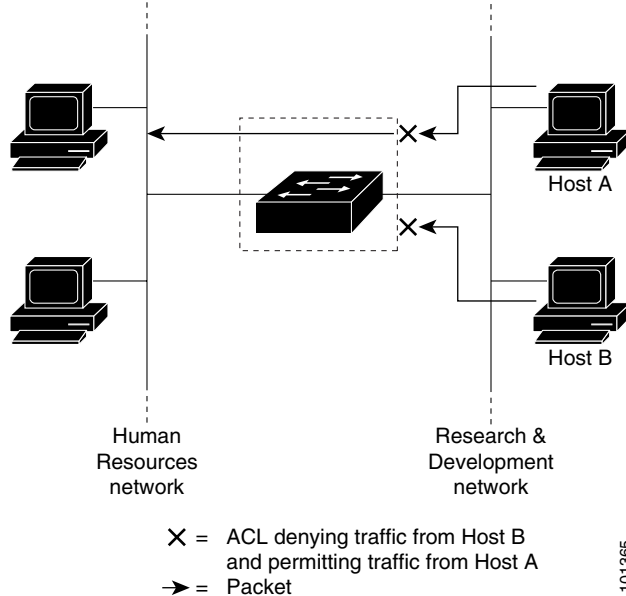 Host A
Host B
Human
Resources
network
Research &
Development
network
X = ACL denying traffic from Host B
and permitting traffic from Host A
→ = Packet
101365